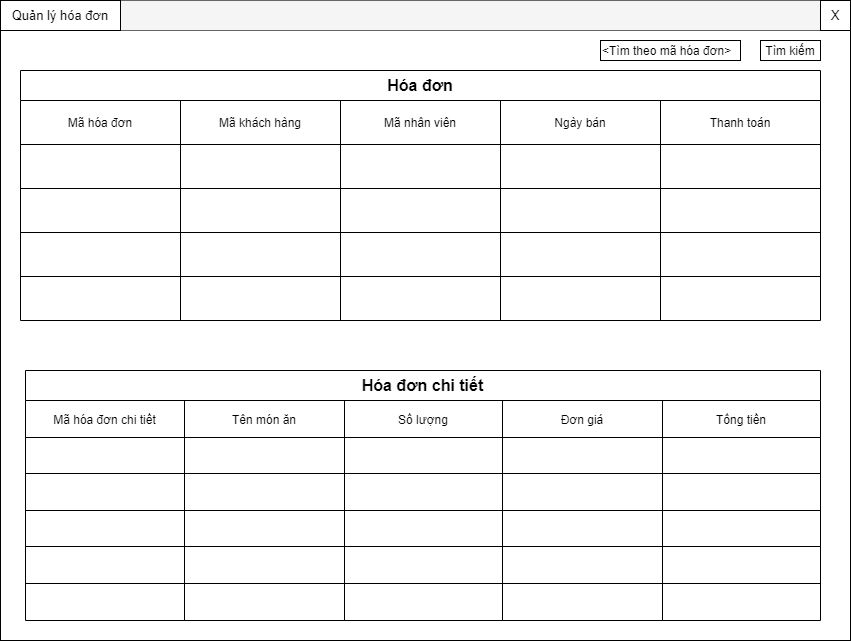 Quản lý hóa đơn X
<Tìm theo mã hóa đơn> Tìm kiếm
Hóa đơn
Mã hóa đơn Mã khách hàng Mã nhân viên Ngày bán Thanh toán
Hóa đơn chi tiết
Mã hóa đơn chi tiết Tên món ăn Số lượng Đơn giá Tổng tiền